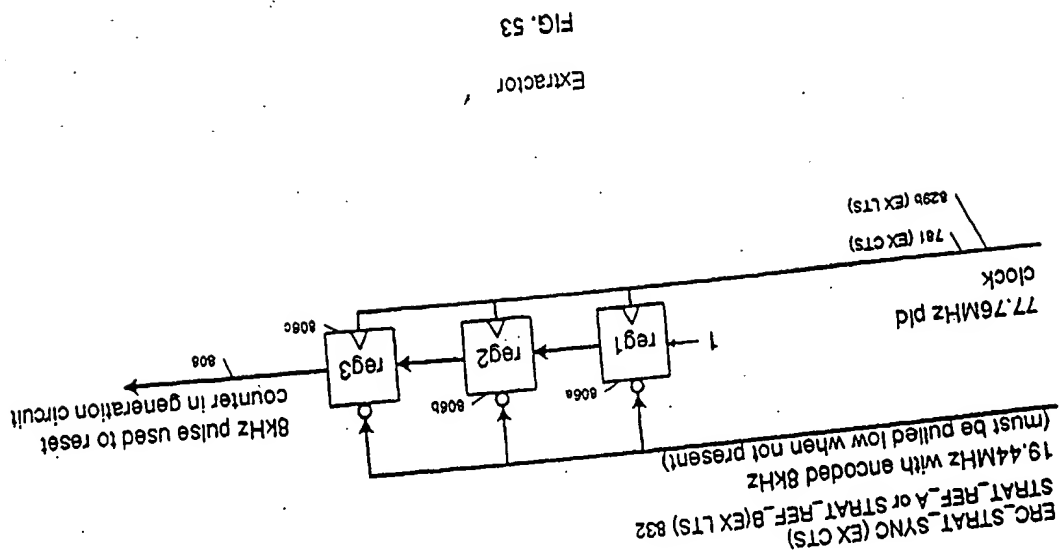 ERC_STRAT_SYNC (EX CTS)
STRAT_REF_A or STRAT_REF_B(EX LTS) 832
19.44MHz with encoded 8kHz
(must be pulled low when not present)
806a
806b
8kHz pulse used to reset
counter in generation circuit
1
reg1
reg2
reg3
808
806c
77.76MHz pld
clock
781 (EX CTS)
829b (EX LTS)
Extractor
FIG. 53